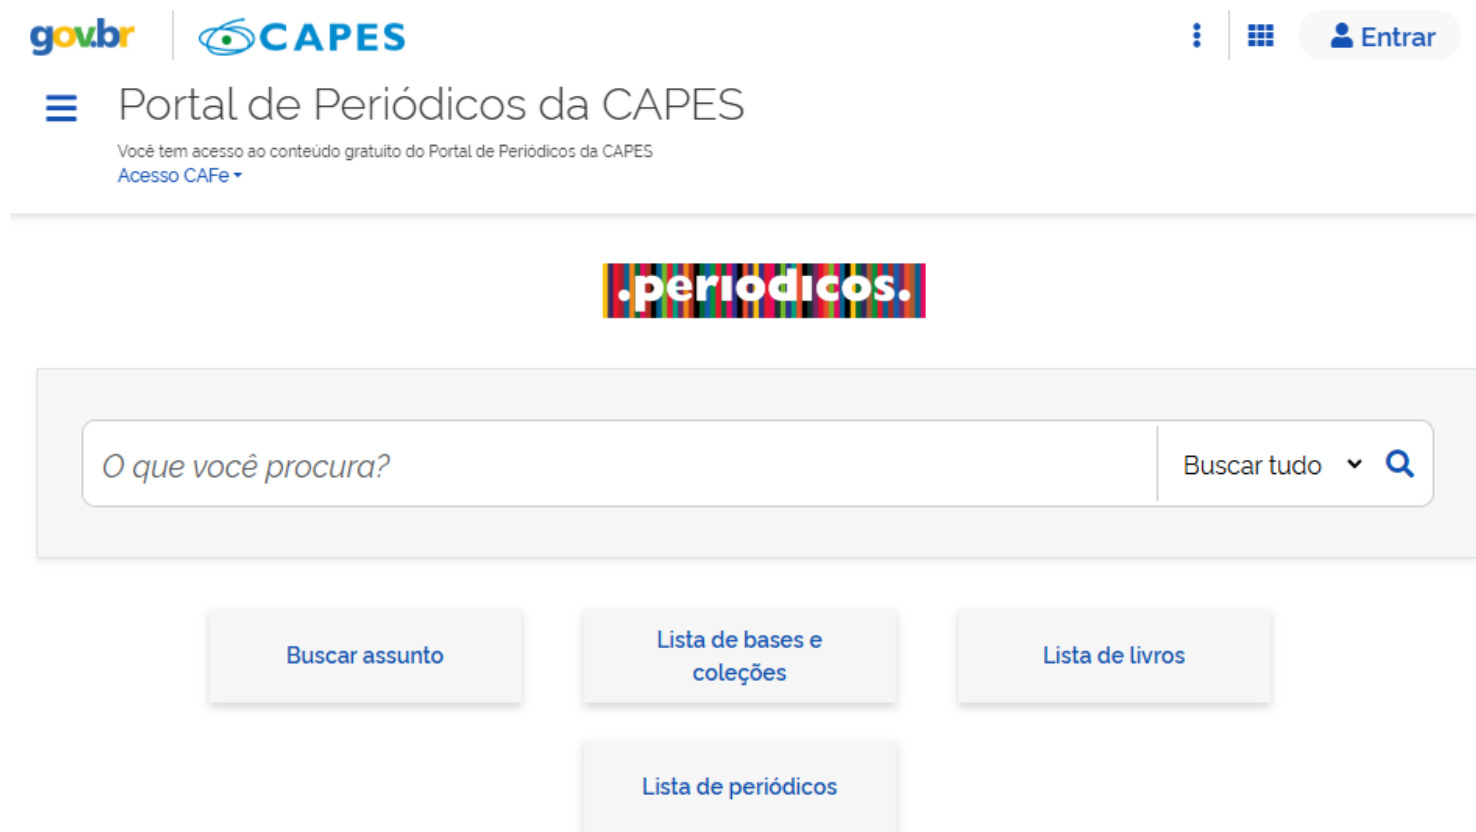 gov.br
CAPES
Entrar
Portal de Periódicos da CAPES
Você tem acesso ao conteúdo gratuito do Portal de Periódicos da CAPES
Acesso CAFe
.periodicos.
O que você procura?
Buscar tudo
Buscar assunto
Lista de bases e
coleções
Lista de livros
Lista de periódicos